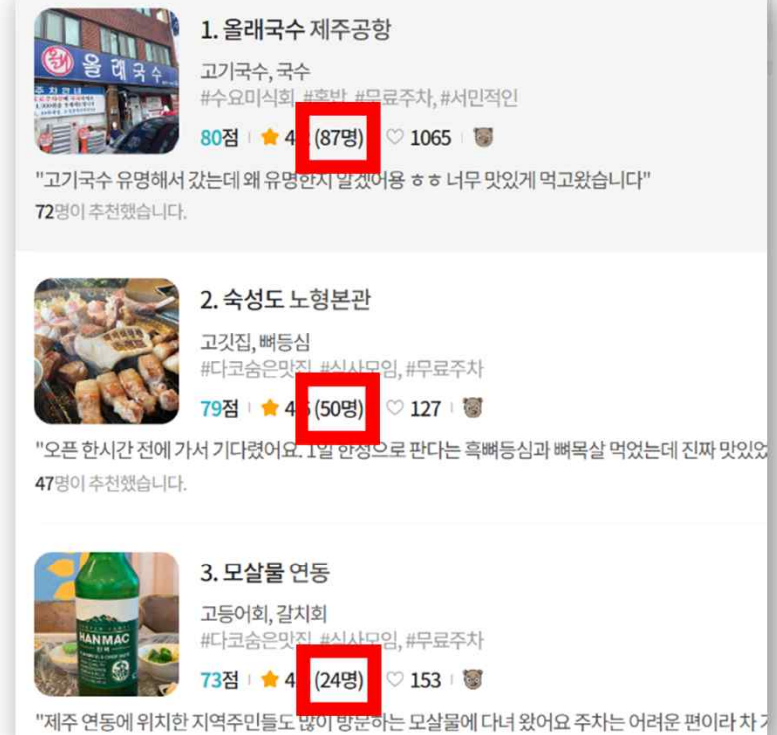 올래국수
1. 올래국수 제주공항
고기국수, 국수
#수요미식회, #혼밥, #무료주차, #서민적인
80점 4. (87명) 1065
"고기국수 유명해서 갔는데 왜 유명한지 알겠어용 ㅎㅎ 너무 맛있게 먹고왔습니다"
72명이 추천했습니다.
2. 숙성도 노형본관
고깃집, 뼈등심
#다코숨은맛집, #식사모임, #무료주차
79점 4. (50명) 127
"오픈 한시간 전에 가서 기다렸어요. 1일 한정으로 판다는 흑뼈등심과 뼈목살 먹었는데 진짜 맛있었
47명이 추천했습니다.
HANMAC
3. 모살물 연동
고등어회, 갈치회
#다코숨은맛집, #식사모임, #무료주차
73점 4. (24명) 153
"제주 연동에 위치한 지역주민들도 많이 방문하는 모살물에 다녀 왔어요 주차는 어려운 편이라 차